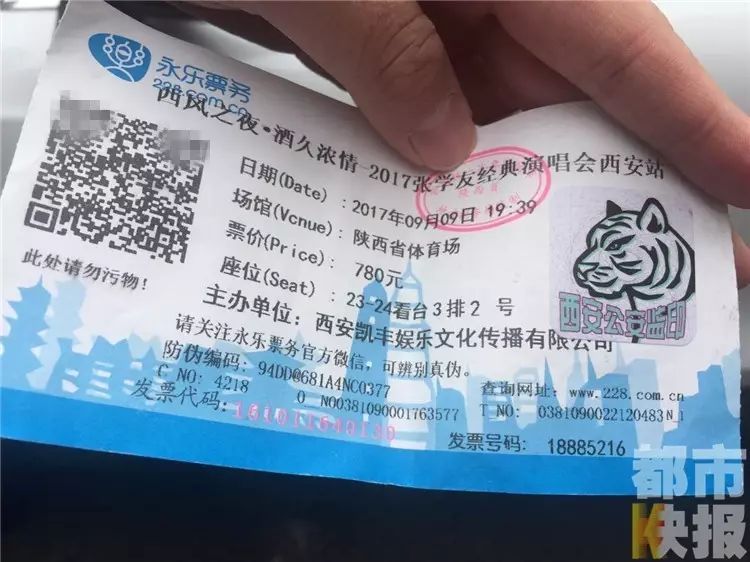 永乐票务
228.com.cn
西凤之夜·酒久浓情-2017张学友经典演唱会西安站
日期(Date) : 2017年09月09日 19:39
场馆(Vcnue): 陕西省体育场
票价(Price) : 780元
座位(Seat) : 23-24看台3排2 号
此处请勿污物!
主办单位: 西安凯丰娱乐文化传播有限公司
西安公安监印
请关注永乐票务官方微信,可辨别真伪。
防伪编码: 94DD0681A4NC0377
查询网址: www.228.com.cn
C NO: 4218
O NO0381090001763577
T NO: 0381090022120483N_1
发票代码: 161011640130
发票号码: 18885216
都市
快报